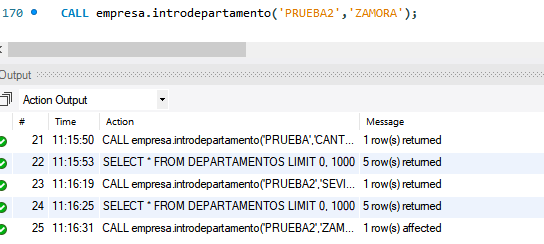 170 CALL empresa.introdepartamento('PRUEBA2','ZAMORA');
Output
Action Output
# Time Action Message
21 11:15:50 CALL empresa.introdepartamento('PRUEBA','CANT... 1 row(s) returned
22 11:15:53 SELECT * FROM DEPARTAMENTOS LIMIT 0, 1000 5 row(s) returned
23 11:16:19 CALL empresa.introdepartamento('PRUEBA2','SEVI... 1 row(s) returned
24 11:16:25 SELECT * FROM DEPARTAMENTOS LIMIT 0, 1000 5 row(s) returned
25 11:16:31 CALL empresa.introdepartamento('PRUEBA2','ZAM... 1 row(s) affected